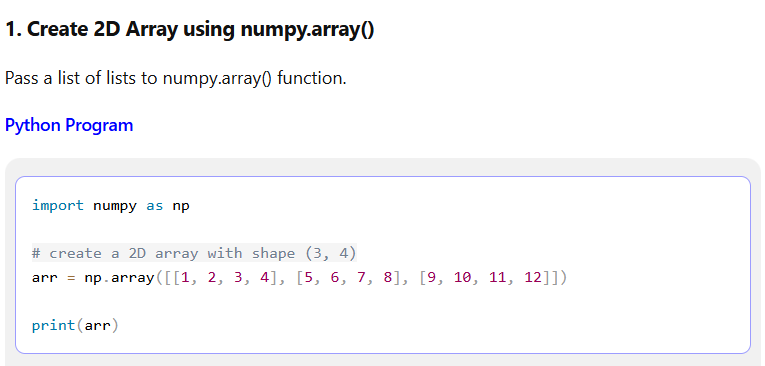 1. Create 2D Array using numpy.array()
Pass a list of lists to numpy.array() function.
Python Program
import numpy as np
# create a 2D array with shape (3, 4)
arr = np.array([[1, 2, 3, 4], [5, 6, 7, 8], [9, 10, 11, 12]])
print(arr)